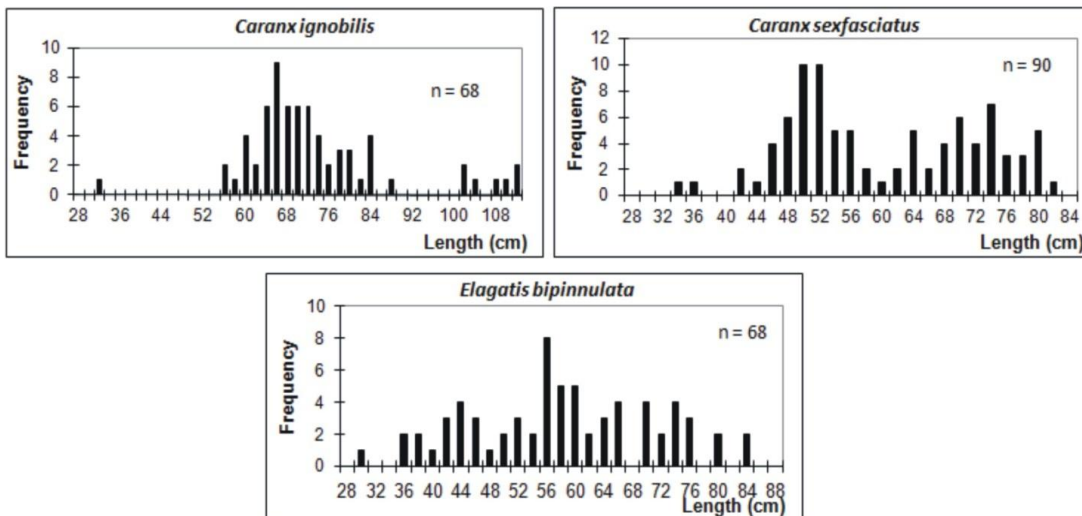 Caranx ignobilis
10
8
6
4
2
0
Frequency
n = 68
28 36 44 52 60 68 76 84 92 100 108
Length (cm)
Caranx sexfasciatus
12
10
8
6
4
2
0
Frequency
n = 90
28 32 36 40 44 48 52 56 60 64 68 72 76 80 84
Length (cm)
Elagatis bipinnulata
10
8
6
4
2
0
Frequency
n = 68
28 32 36 40 44 48 52 56 60 64 68 72 76 80 84 88
Length (cm)